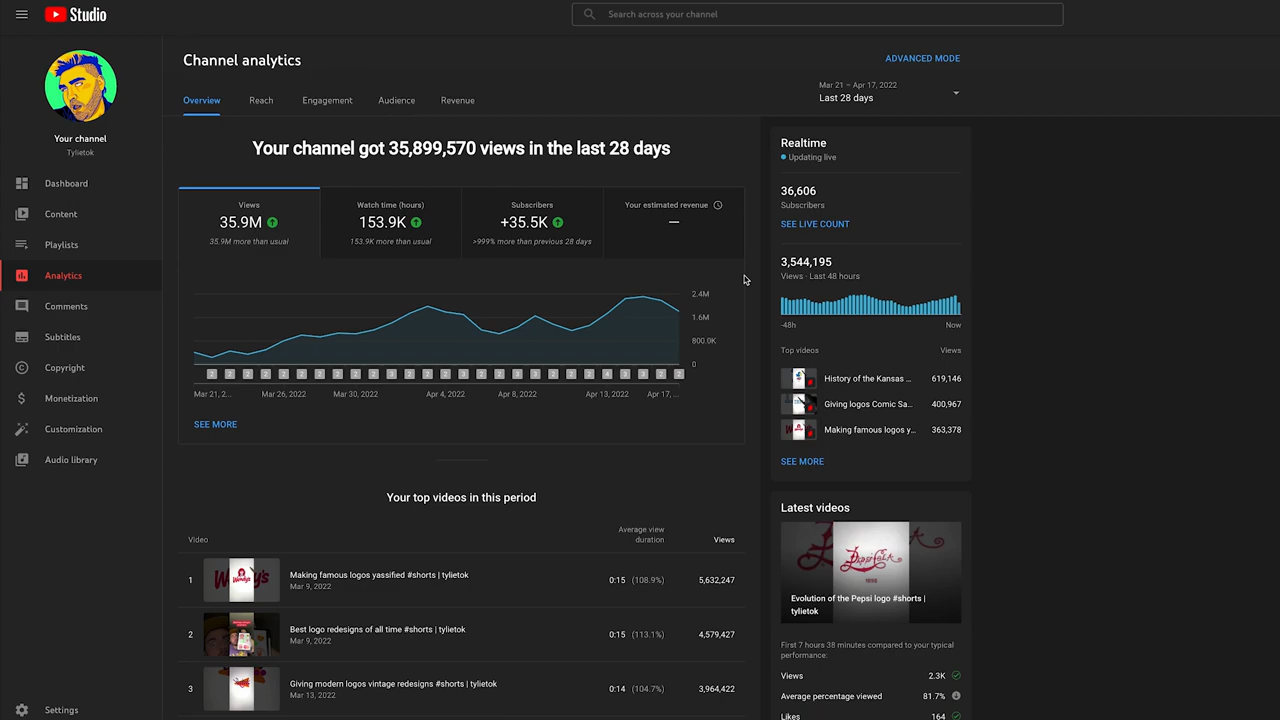 Studio
Search across your channel
Your channel
Tylietok
Dashboard
Content
Playlists
Analytics
Comments
Subtitles
Copyright
Monetization
Customization
Audio library
Settings
Channel analytics
ADVANCED MODE
Overview
Reach
Engagement
Audience
Revenue
Mar 21 – Apr 17, 2022
Last 28 days
Your channel got 35,899,570 views in the last 28 days
Views
35.9M
35.9M more than usual
Watch time (hours)
153.9K
153.9K more than usual
Subscribers
+35.5K
>999% more than previous 28 days
Your estimated revenue
—
2.4M
1.6M
800.0K
0
Mar 21, 2...
Mar 26, 2022
Mar 30, 2022
Apr 4, 2022
Apr 8, 2022
Apr 13, 2022
Apr 17, ...
SEE MORE
Your top videos in this period
Video
Average view
duration
Views
1
Making famous logos yassified #shorts | tylietok
Mar 9, 2022
0:15 (108.9%)
5,632,247
2
Best logo redesigns of all time #shorts | tylietok
Mar 9, 2022
0:15 (113.1%)
4,579,427
3
Giving modern logos vintage redesigns #shorts | tylietok
Mar 13, 2022
0:14 (104.7%)
3,964,422
Realtime
Updating live
36,606
Subscribers
SEE LIVE COUNT
3,544,195
Views · Last 48 hours
-48h
Now
Top videos
Views
History of the Kansas ...
619,146
Giving logos Comic Sa...
400,967
Making famous logos y...
363,378
SEE MORE
Latest videos
Evolution of the Pepsi logo #shorts |
tylietok
First 7 hours 38 minutes compared to your typical
performance:
Views
2.3K
Average percentage viewed
81.7%
Likes
164